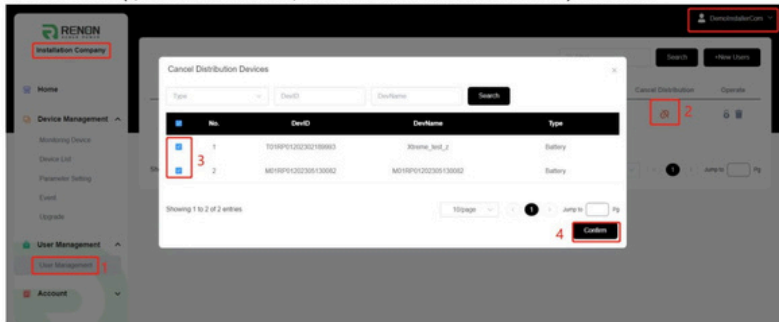 RENON
Installation Company
DemoInstallerCom
Search
+New Users
Home
Cancel Distribution Devices
Type
DevID
DevName
Search
Cancel Distribution
Operate
Device Management
No.
DevID
DevName
Type
2
Monitoring Device
1
Xtreme_test_z
Battery
Device List
3
2
M01RP01202305130082
M01RP01202305130082
Battery
1
Jump to
Pg
Parameter Setting
Event
Showing 1 to 2 of 2 entries
10/page
1
Jump to
Pg
Upgrade
4
Confirm
User Management
User Management
1
Account